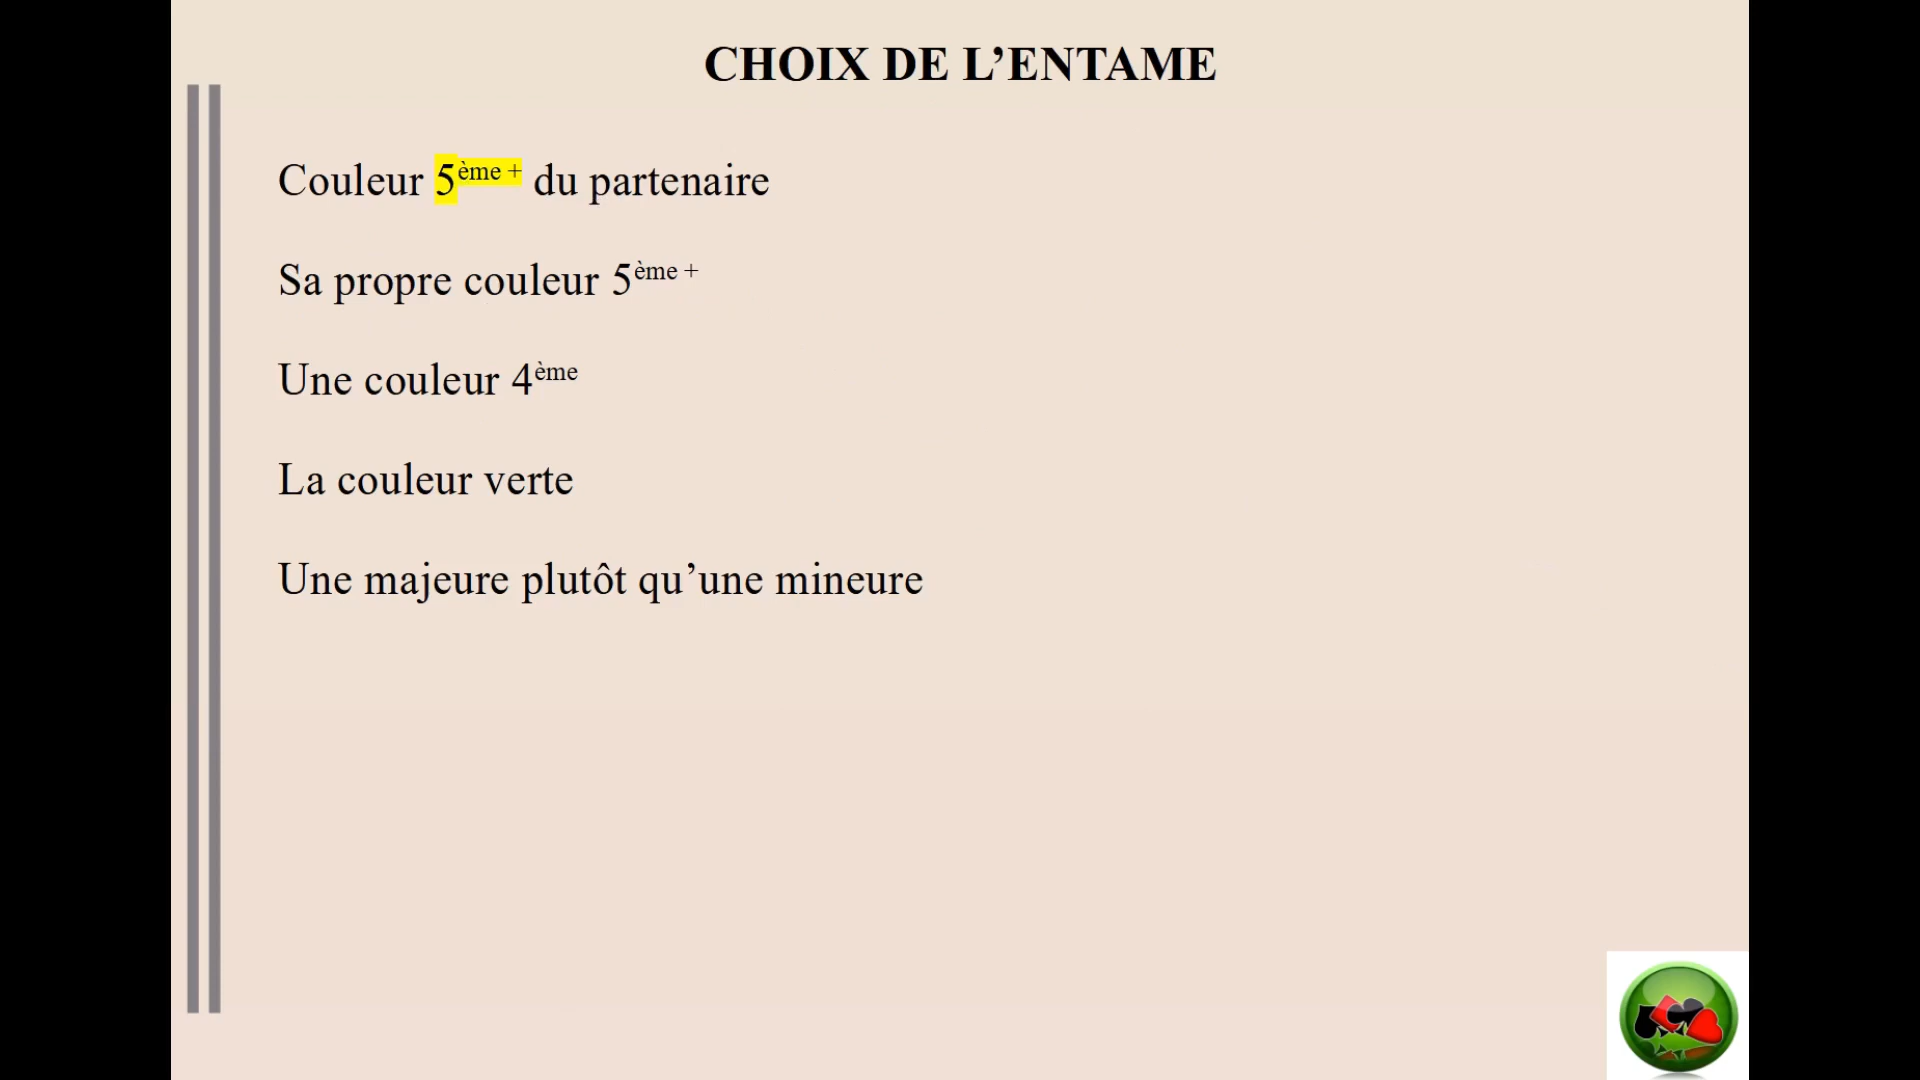 CHOIX DE L’ENTAME
Couleur 5ème + du partenaire
Sa propre couleur 5ème +
Une couleur 4ème
La couleur verte
Une majeure plutôt qu’une mineure